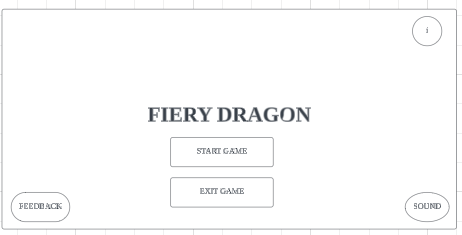 i
FIERY DRAGON
START GAME
EXIT GAME
FEEDBACK
SOUND